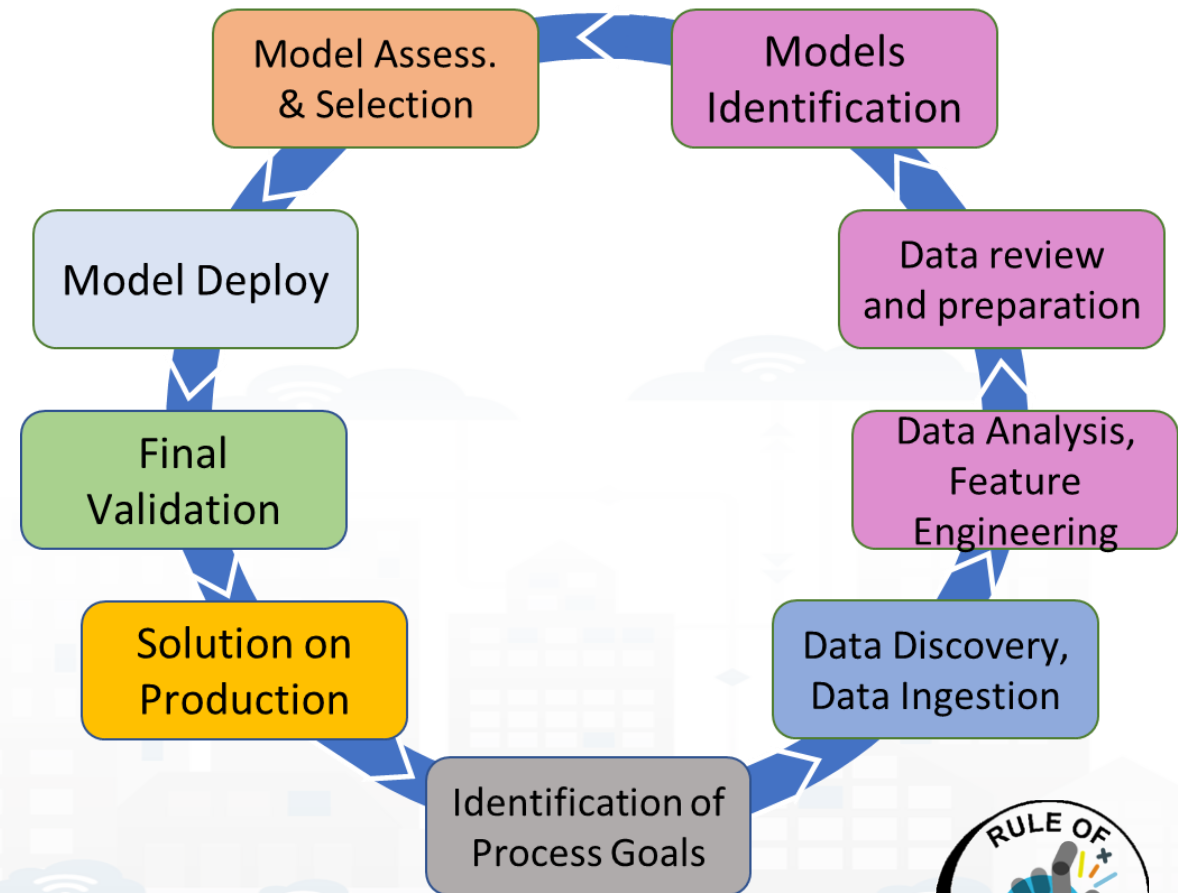 Model Assess.
& Selection
Models
Identification
Model Deploy
Data review
and preparation
Final
Validation
Data Analysis,
Feature
Engineering
Solution on
Production
Data Discovery,
Data Ingestion
Identification of
Process Goals
RULE OF